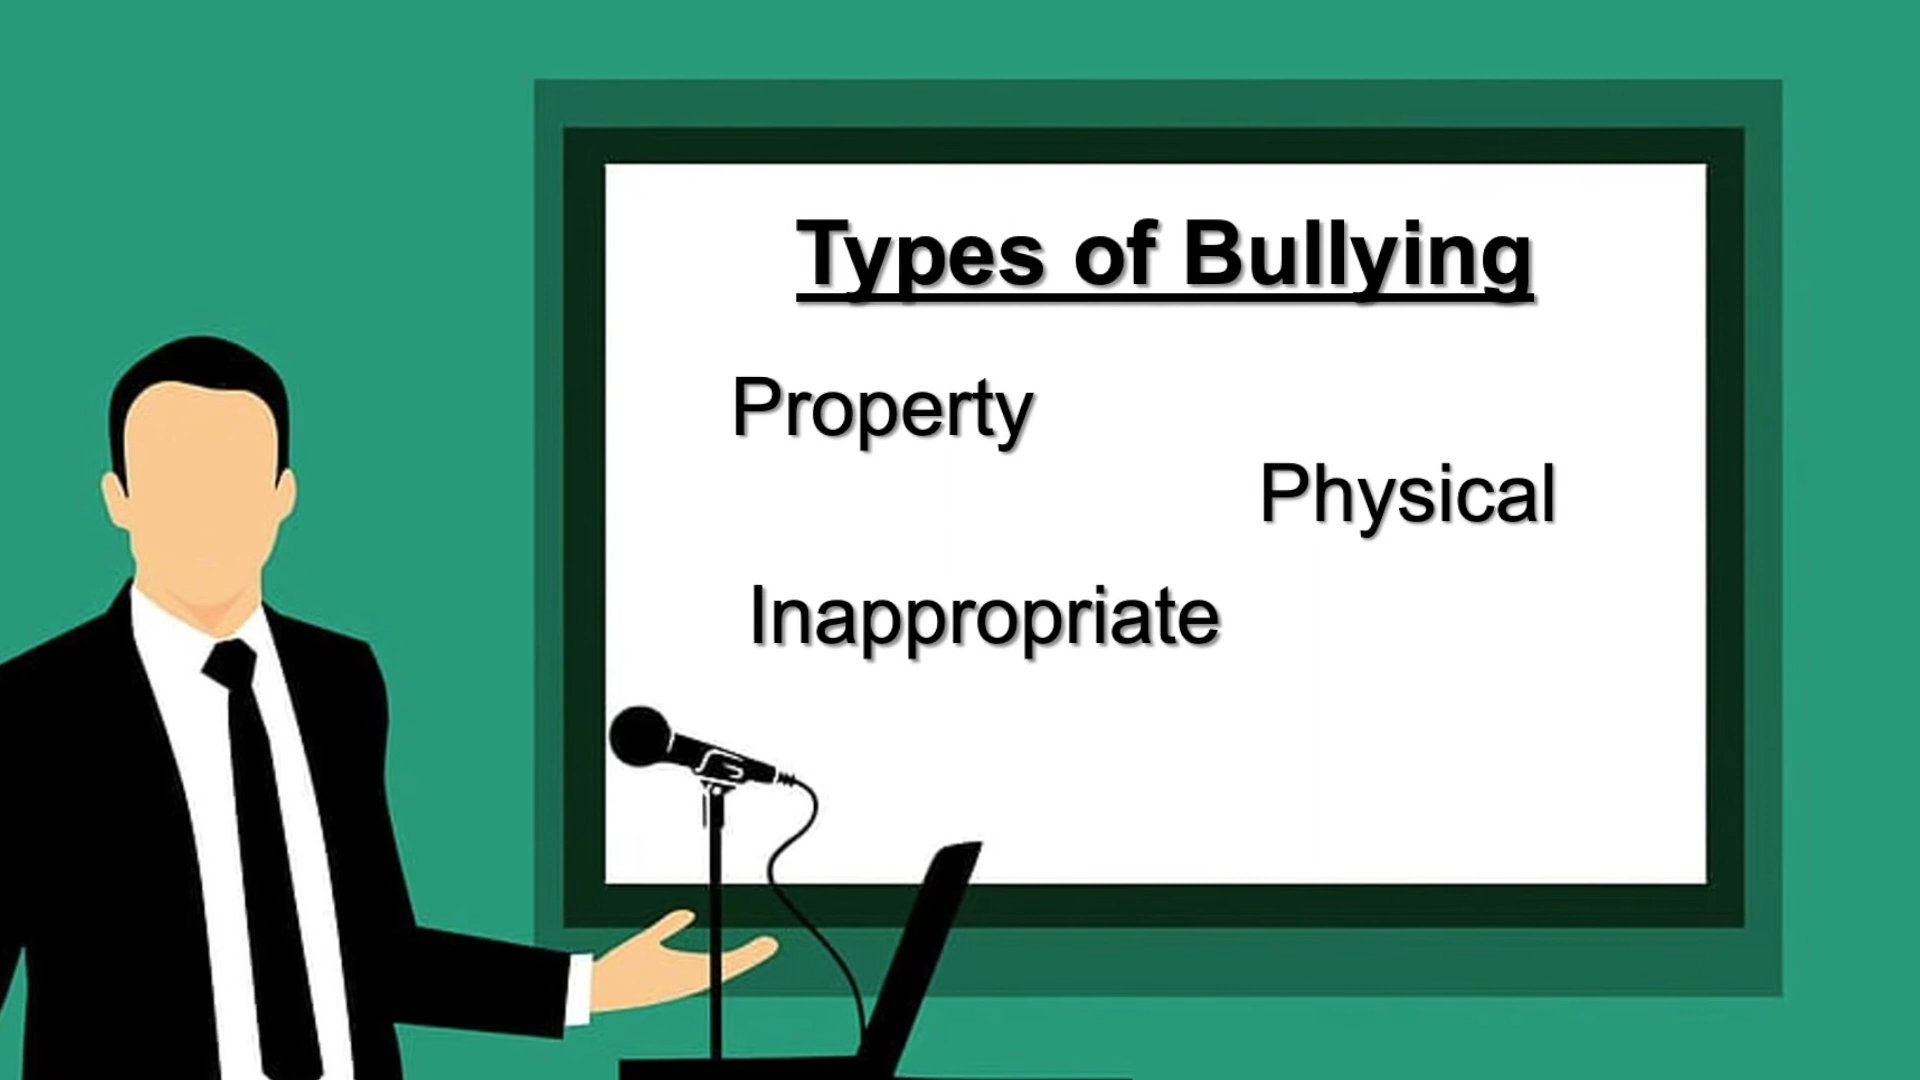 Types of Bullying
Property
Physical
Inappropriate